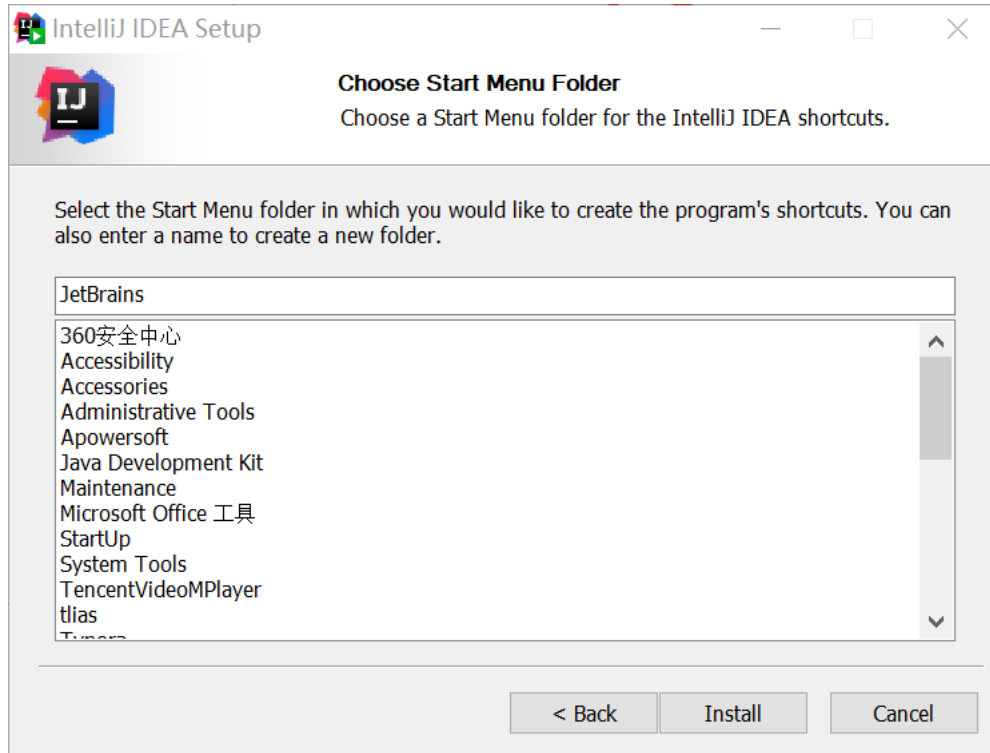 IntelliJ IDEA Setup
IJ
Choose Start Menu Folder
Choose a Start Menu folder for the IntelliJ IDEA shortcuts.
Select the Start Menu folder in which you would like to create the program's shortcuts. You can
also enter a name to create a new folder.
JetBrains
360安全中心
Accessibility
Accessories
Administrative Tools
Apowersoft
Java Development Kit
Maintenance
Microsoft Office 工具
StartUp
System Tools
TencentVideoMPlayer
tlias
Typora
< Back
Install
Cancel